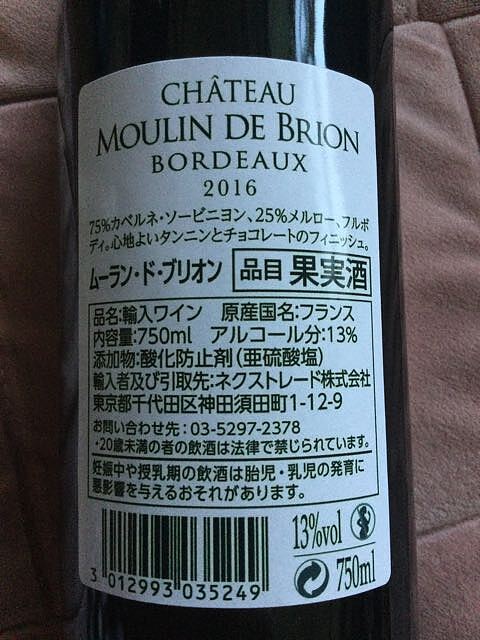 CHÂTEAU
MOULIN DE BRION
BORDEAUX
2016
75%カベルネ・ソービニヨン、25%メルロー、フルボ
ディ。心地よいタンニンとチョコレートのフィニッシュ。
ムーラン・ド・ブリオン 品目 果実酒
品名:輸入ワイン 原産国名:フランス
内容量:750ml アルコール分:13%
添加物:酸化防止剤(亜硫酸塩)
輸入者及び引取先:ネクストレード株式会社
東京都千代田区神田須田町1-12-9
お問い合わせ先:03-5297-2378
・20歳未満の者の飲酒は法律で禁じられています。
妊娠中や授乳期の飲酒は胎児・乳児の発育に
悪影響を与えるおそれがあります。
13%vol
750ml
3 012993 035249